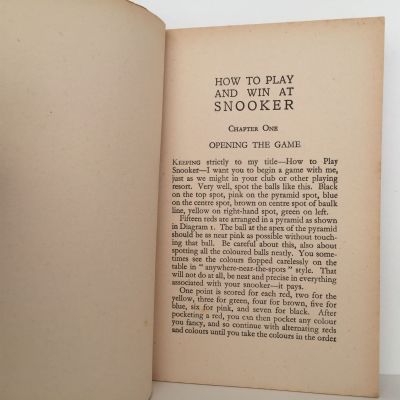 HOW TO PLAY
AND WIN AT
SNOOKER
CHAPTER ONE
OPENING THE GAME
KEEPING strictly to my title—How to Play
Snooker—I want you to begin a game with me,
just as we might in your club or other playing
resort. Very well, spot the balls like this. Black
on the top spot, pink on the pyramid spot, blue
on the centre spot, brown on centre spot of baulk
line, yellow on right-hand spot, green on left.
Fifteen reds are arranged in a pyramid as shown
in Diagram 1. The ball at the apex of the pyramid
should be as near pink as possible without touch-
ing that ball. Be careful about this, also about
spotting all the coloured balls neatly. You some-
times see the colours flopped carelessly on the
table in " anywhere-near-the-spots " style. That
will not do at all, be neat and precise in everything
associated with your snooker—it pays.
One point is scored for each red, two for the
yellow, three for green, four for brown, five for
blue, six for pink, and seven for black. After
pocketing a red, you can then pocket any colour
you fancy, and so continue with alternating reds
and colours until you take the colours in the order